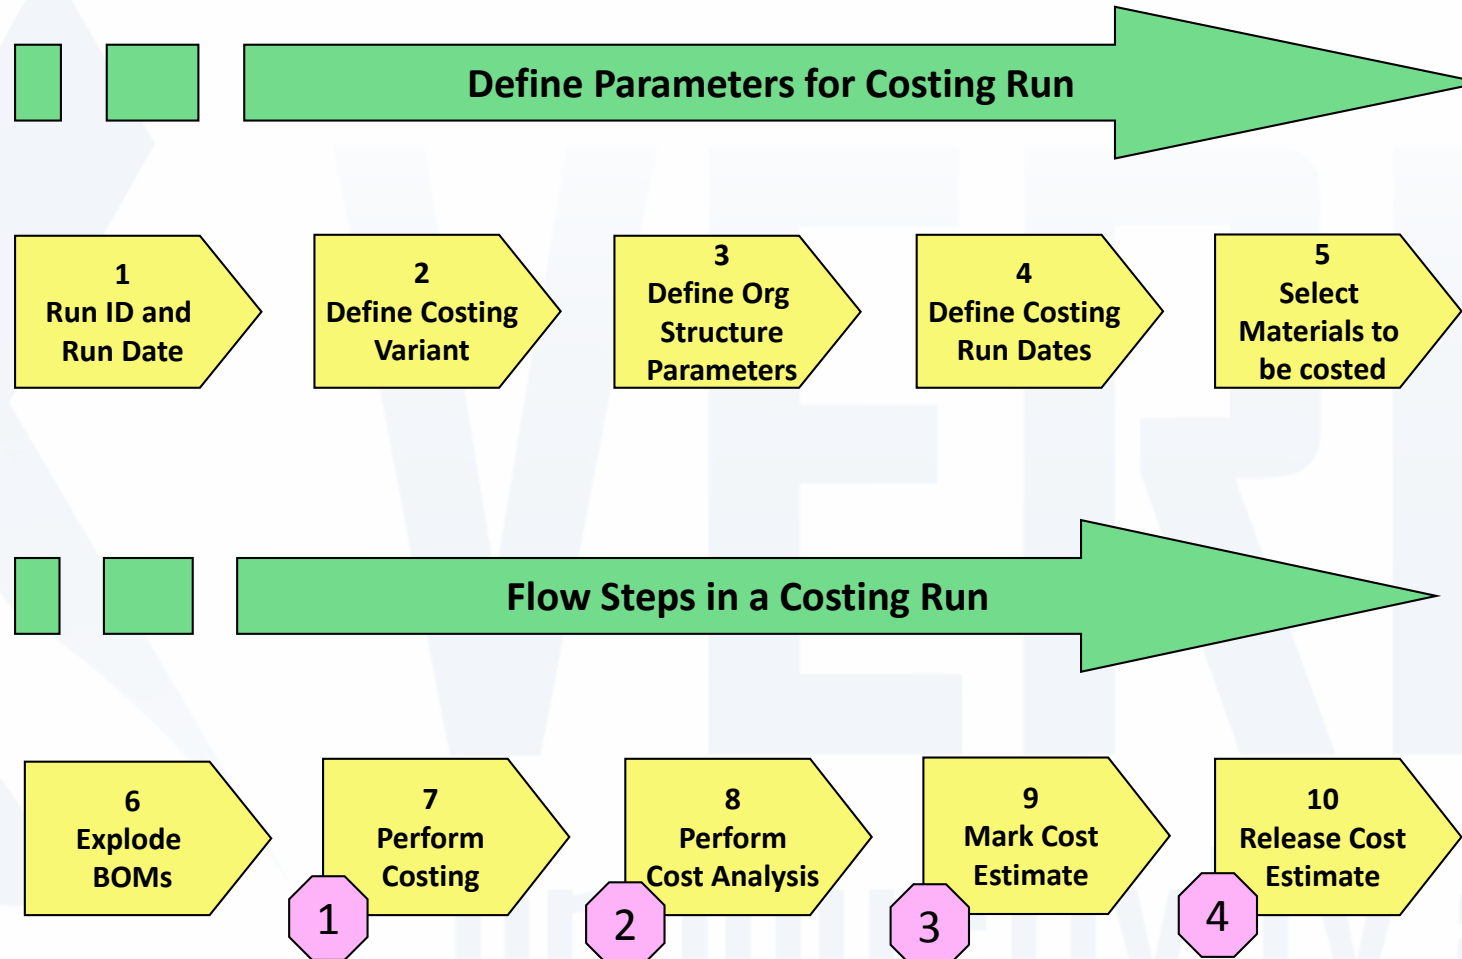 Define Parameters for Costing Run
1
Run ID and
Run Date
2
Define Costing
Variant
3
Define Org
Structure
Parameters
4
Define Costing
Run Dates
5
Select
Materials to
be costed
Flow Steps in a Costing Run
6
Explode
BOMs
7
Perform
Costing
1
8
Perform
Cost Analysis
2
9
Mark Cost
Estimate
3
10
Release Cost
Estimate
4